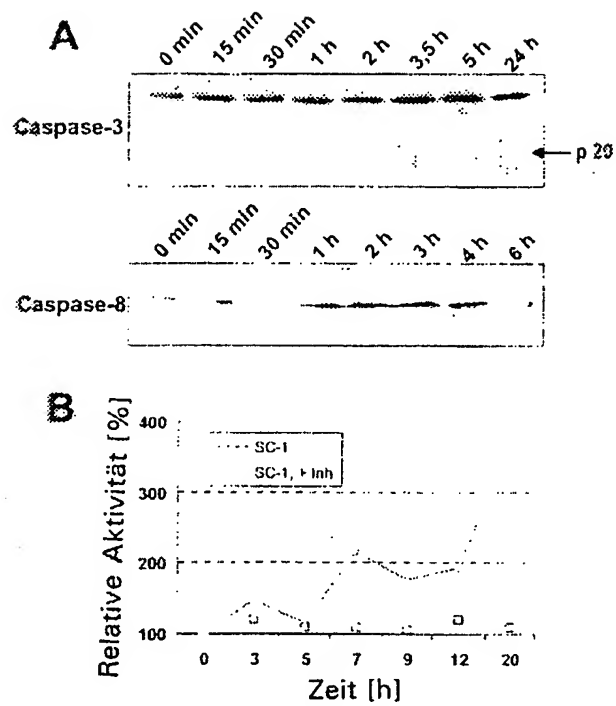 A
0 min 15 min 30 min 1 h 2 h 3,5 h 5 h 24 h
Caspase-3
p 20
0 min 15 min 30 min 1 h 2 h 3 h 4 h 6 h
Caspase-8
B
Relative Aktivität [%]
400
300
200
100
SC-1
SC-1, + Inh
0 3 5 7 9 12 20
Zeit [h]